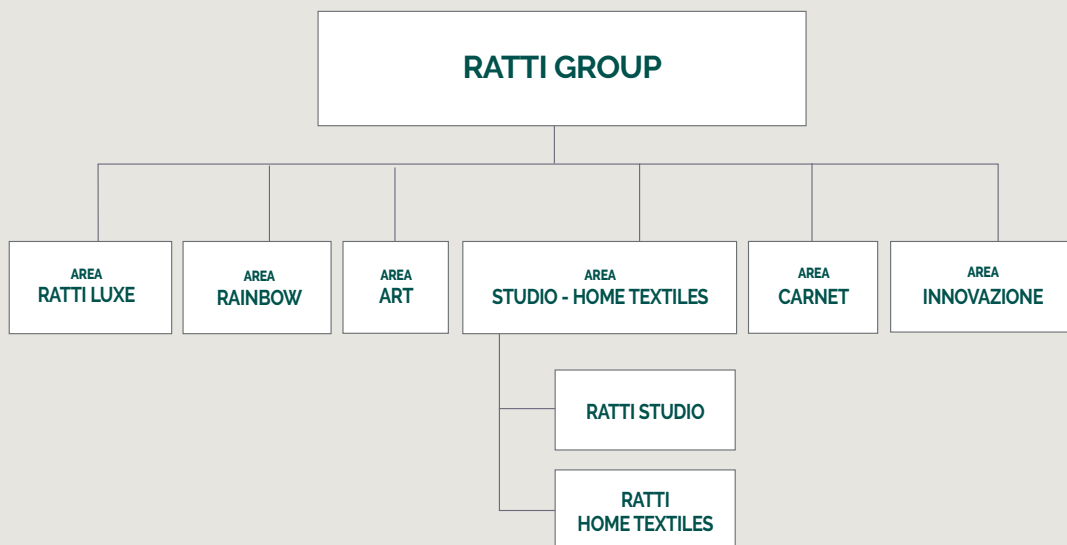 RATTI GROUP
AREA
RATTI LUXE
AREA
RAINBOW
AREA
ART
AREA
STUDIO - HOME TEXTILES
AREA
CARNET
AREA
INNOVAZIONE
RATTI STUDIO
RATTI
HOME TEXTILES